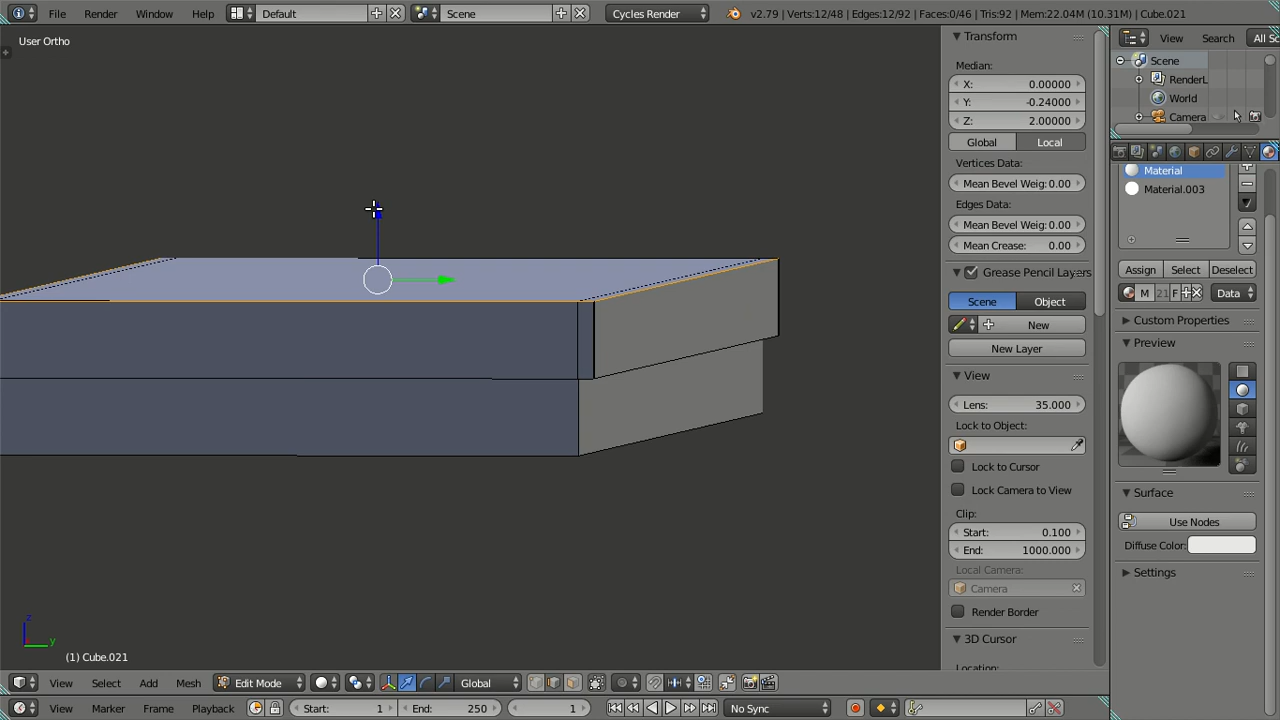 File Render Window Help Default Scene Cycles Render v2.79 | Verts:12/48 | Edges:12/92 | Faces:0/46 | Tris:92 | Mem:22.04M (10.31M) | Cube.021
User Ortho
Transform
Median:
X: 0.00000
Y: -0.24000
Z: 2.00000
Global Local
Vertices Data:
Mean Bevel Weig: 0.00
Edges Data:
Mean Bevel Weig: 0.00
Mean Crease: 0.00
Grease Pencil Layers
Scene Object
New
New Layer
View
Lens: 35.000
Lock to Object:
Lock to Cursor
Lock Camera to View
Clip:
Start: 0.100
End: 1000.000
Local Camera:
Camera
Render Border
3D Cursor
Location:
View Search All Sc
Scene
RenderL
World
Camera
Material
Material.003
Assign Select Deselect
M 21 F Data
Custom Properties
Preview
Surface
Use Nodes
Diffuse Color:
Settings
z
y
(1) Cube.021
View Select Add Mesh Edit Mode Global
View Marker Frame Playback Start: 1 End: 250 1 No Sync